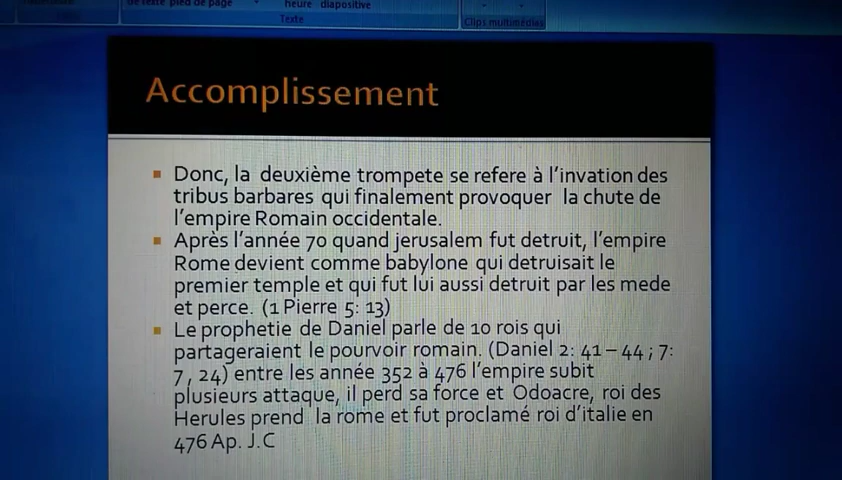 de texte pied de page heure diapositive
Texte
Clips multimédias
Accomplissement
Donc, la deuxième trompete se refere à l'invation des
tribus barbares qui finalement provoquer la chute de
l'empire Romain occidentale.
Après l'année 70 quand jerusalem fut detruit, l'empire
Rome devient comme babylone qui detruisait le
premier temple et qui fut lui aussi detruit par les mede
et perce. (1 Pierre 5: 13)
Le prophetie de Daniel parle de 10 rois qui
partageraient le pourvoir romain. (Daniel 2: 41 – 44 ; 7:
7 , 24) entre les année 352 à 476 l'empire subit
plusieurs attaque, il perd sa force et Odoacre, roi des
Herules prend la rome et fut proclamé roi d'italie en
476 Ap. J.C